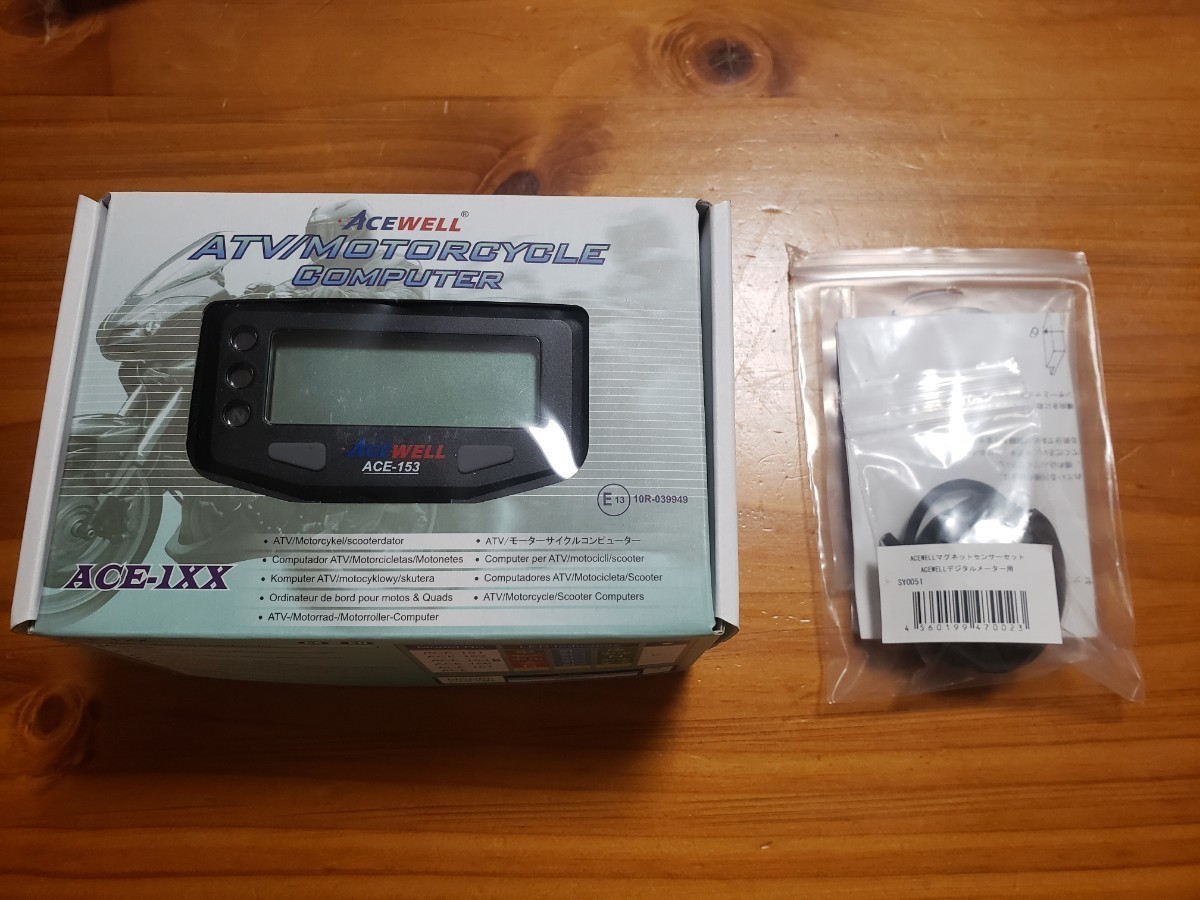 ACEWELL®
ATV/MOTORCYCLE
COMPUTER
ACEWELL
ACE-153
E13 10R-039949
• ATV/Motorcykel/scooterdator
• Computador ATV/Motorcicletas/Motonetes
• Komputer ATV/motocyklowy/skutera
• Ordinateur de bord pour motos & Quads
• ATV-/Motorrad-/Motorroller-Computer
• ATV/モーターサイクルコンピューター
• Computer per ATV/motocicli/scooter
• Computadores ATV/Motocicleta/Scooter
• ATV/Motorcycle/Scooter Computers
ACE-1XX
ACEWELLマグネットセンサーセット
ACEWELLデジタルメーター用
SY0051
4 560199 470023